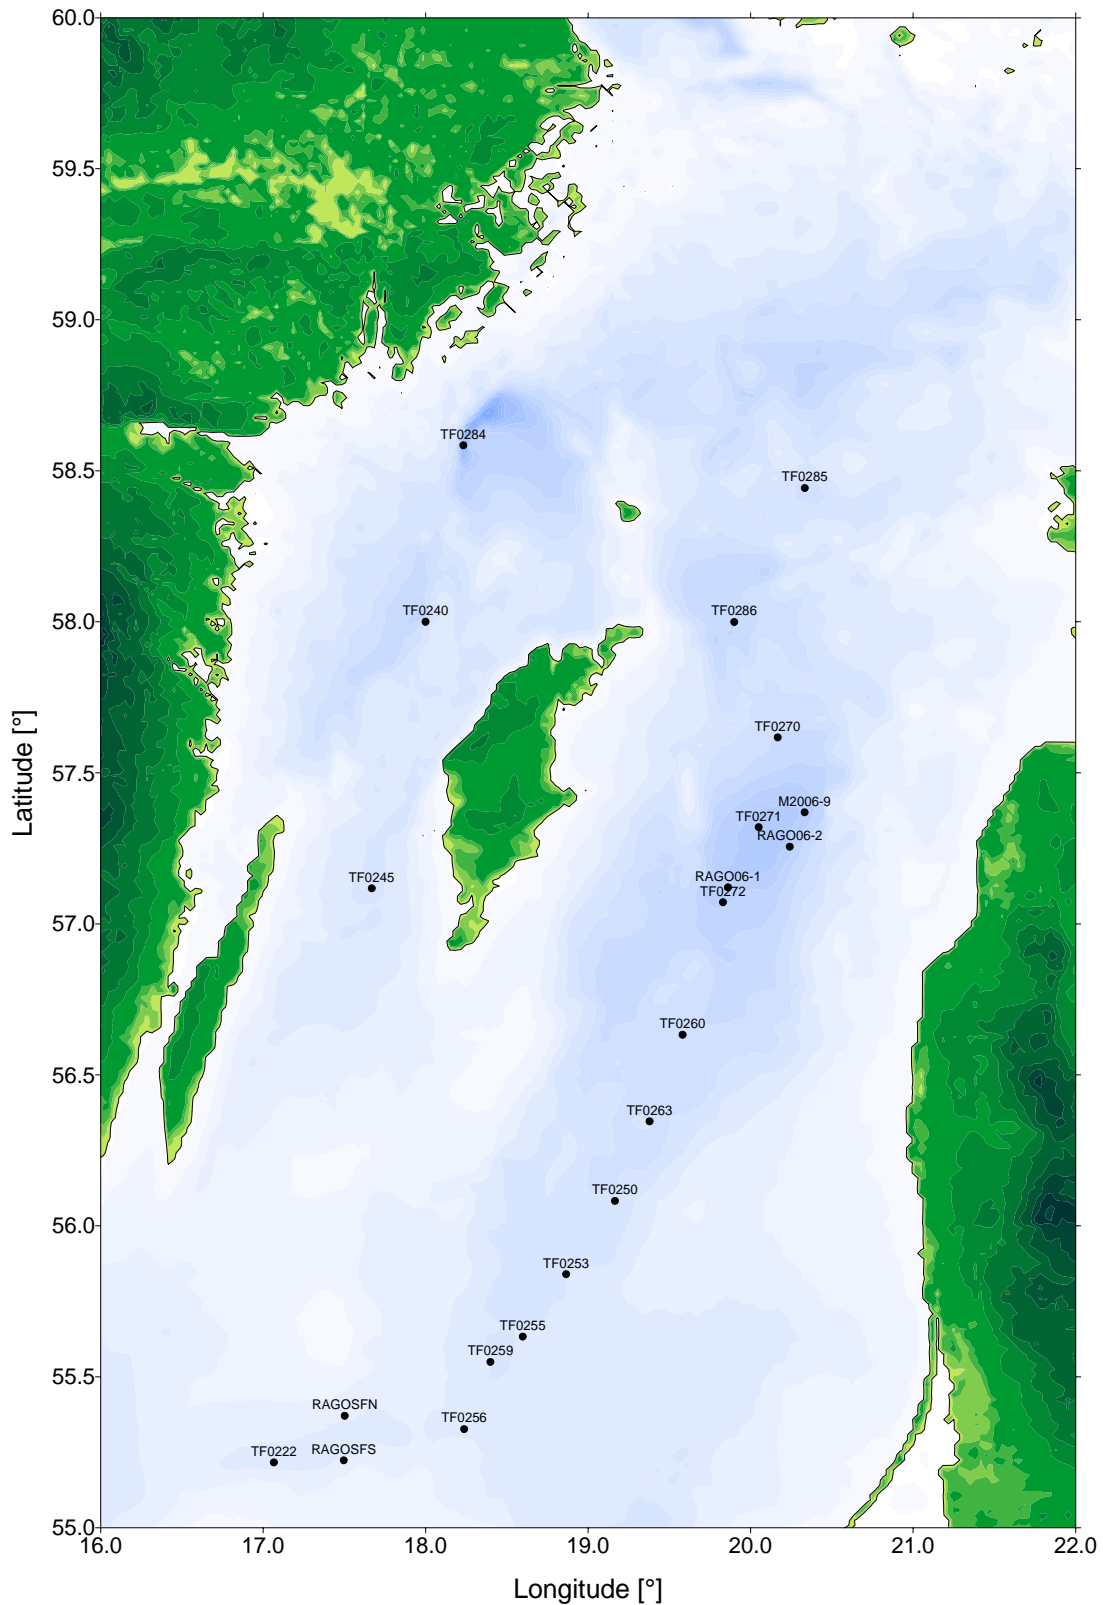 60.0
59.5
59.0
TF0284
58.5
TF0285
TF0240
TF0286
58.0
TF0270
Latitude [°]
57.5
M2006-9
TF0271
RAGO06-2
TF0245
RAGO06-1
TF0272
57.0
TF0260
56.5
TF0263
TF0250
56.0
TF0253
TF0255
TF0259
55.5
RAGOSFN
TF0256
TF0222
RAGOSFS
55.0
16.0 17.0 18.0 19.0 20.0 21.0 22.0
Longitude [°]